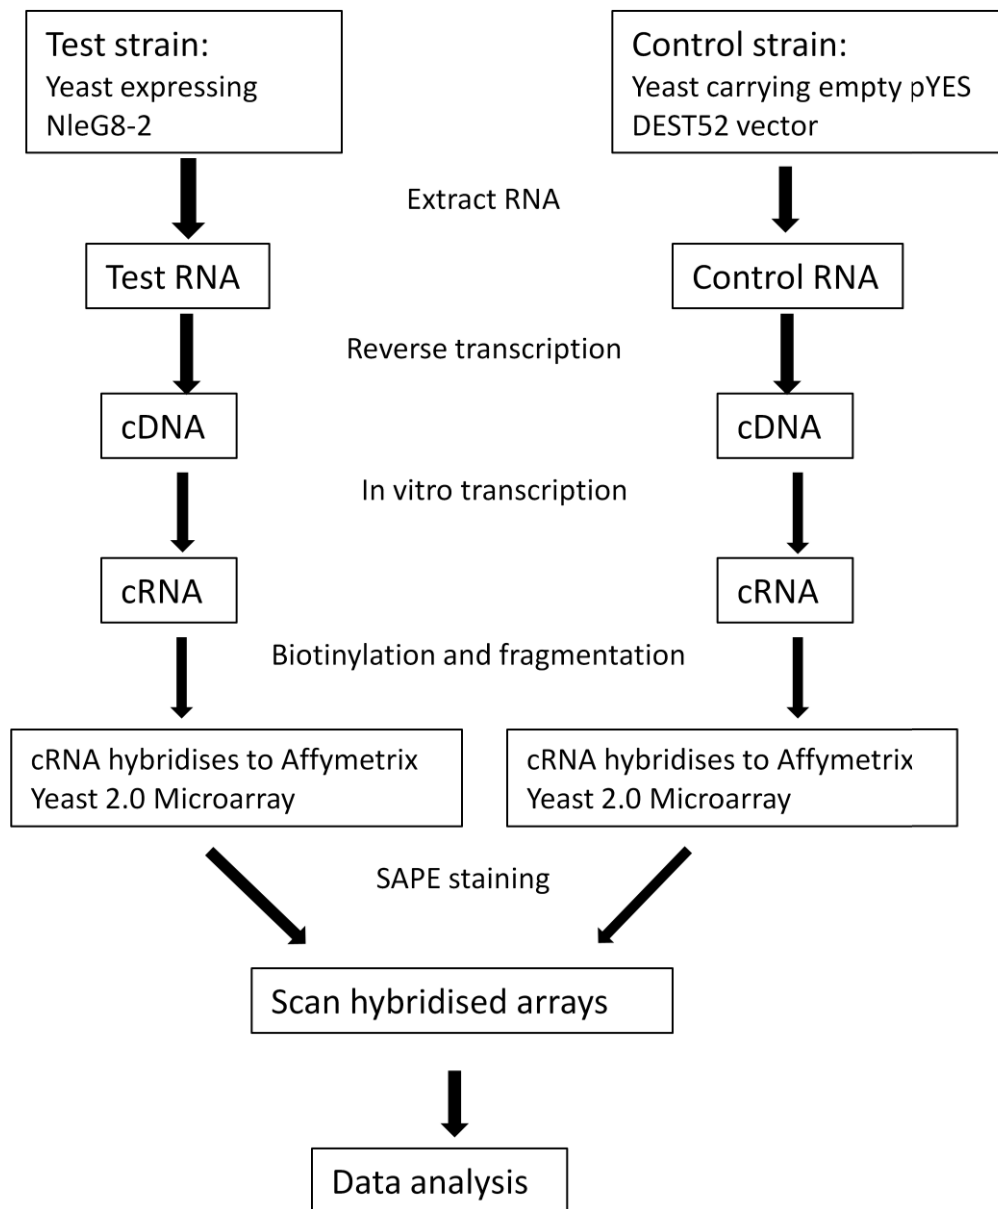 Test strain:
Yeast expressing
NleG8-2
Control strain:
Yeast carrying empty pYES
DEST52 vector
Extract RNA
Test RNA
Control RNA
Reverse transcription
cDNA
cDNA
In vitro transcription
cRNA
cRNA
Biotinylation and fragmentation
cRNA hybridises to Affymetrix
Yeast 2.0 Microarray
cRNA hybridises to Affymetrix
Yeast 2.0 Microarray
SAPE staining
Scan hybridised arrays
Data analysis